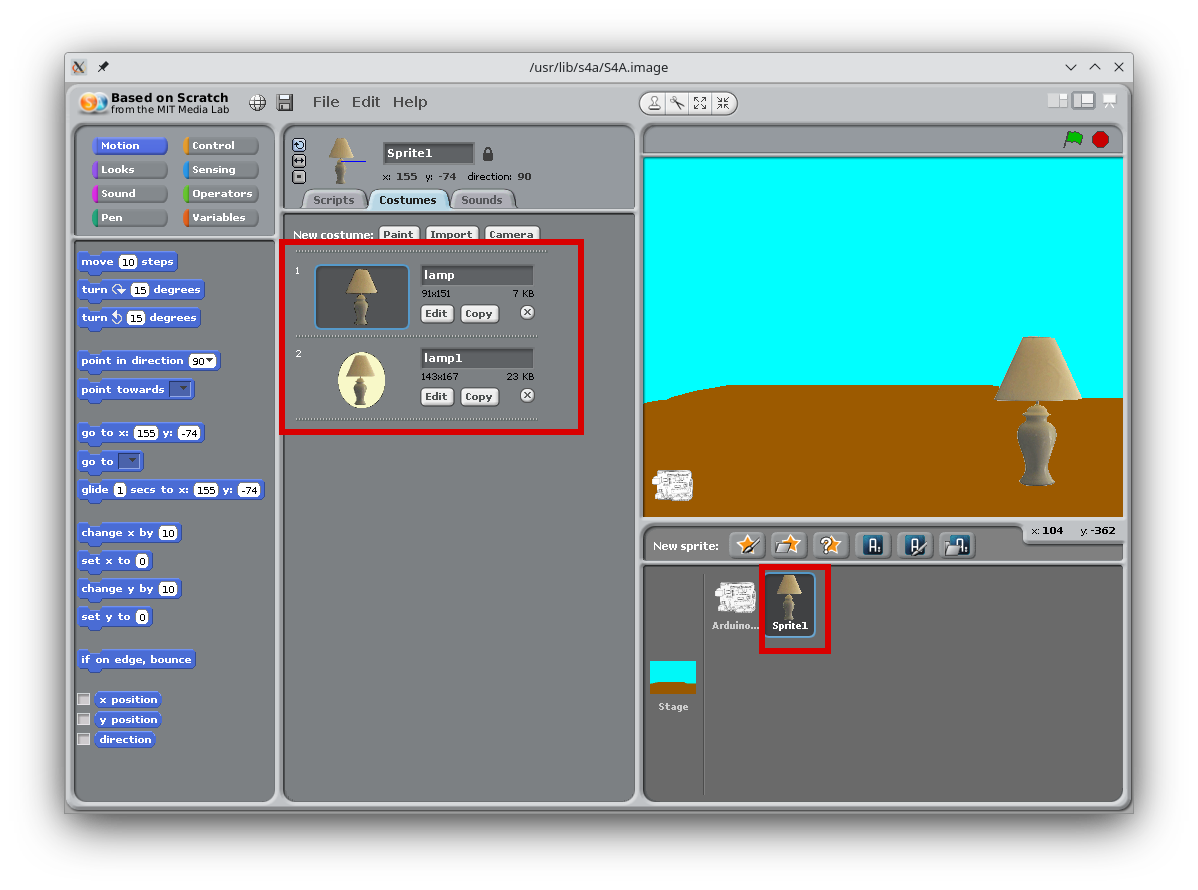 /usr/lib/s4a/S4A.image
Based on Scratch
from the MIT Media Lab
File Edit Help
Motion Control
Looks Sensing
Sound Operators
Pen Variables
move 10 steps
turn 15 degrees
turn 15 degrees
point in direction 90
point towards
go to x: 155 y: -74
go to
glide 1 secs to x: 155 y: -74
change x by 10
set x to 0
change y by 10
set y to 0
if on edge, bounce
x position
y position
direction
Sprite1
x: 155 y: -74 direction: 90
Scripts Costumes Sounds
New costume: Paint Import Camera
1
lamp
91x151 7 KB
Edit Copy
2
lamp1
143x167 23 KB
Edit Copy
x: 104 y: -362
New sprite:
Arduino... Sprite1
Stage